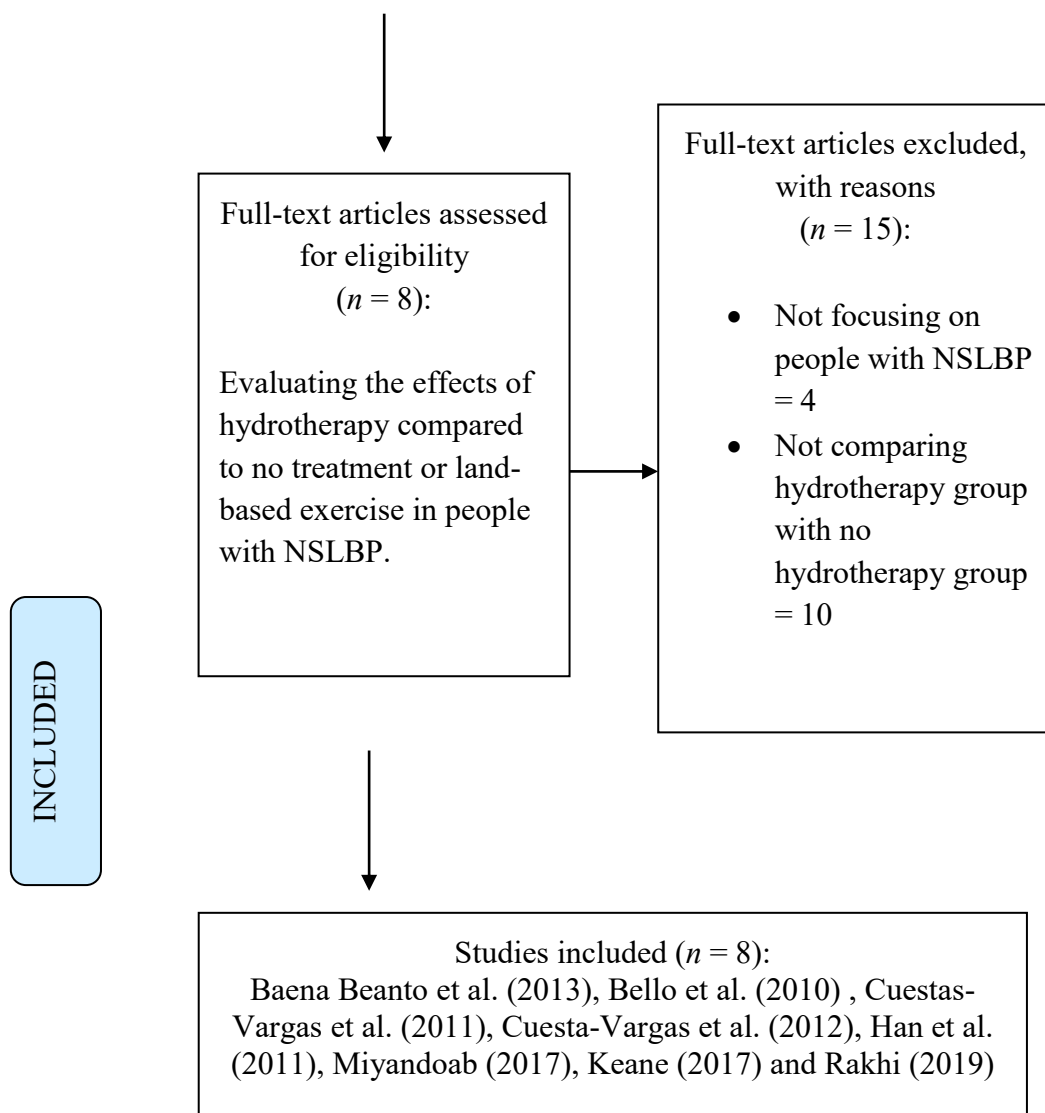 Full-text articles assessed
for eligibility
(n = 8):
Evaluating the effects of
hydrotherapy compared
to no treatment or land-
based exercise in people
with NSLBP.
Full-text articles excluded,
with reasons
(n = 15):
• Not focusing on
people with NSLBP
= 4
• Not comparing
hydrotherapy group
with no
hydrotherapy group
= 10
INCLUDED
Studies included (n = 8):
Baena Beanto et al. (2013), Bello et al. (2010) , Cuestas-
Vargas et al. (2011), Cuesta-Vargas et al. (2012), Han et al.
(2011), Miyandoab (2017), Keane (2017) and Rakhi (2019)